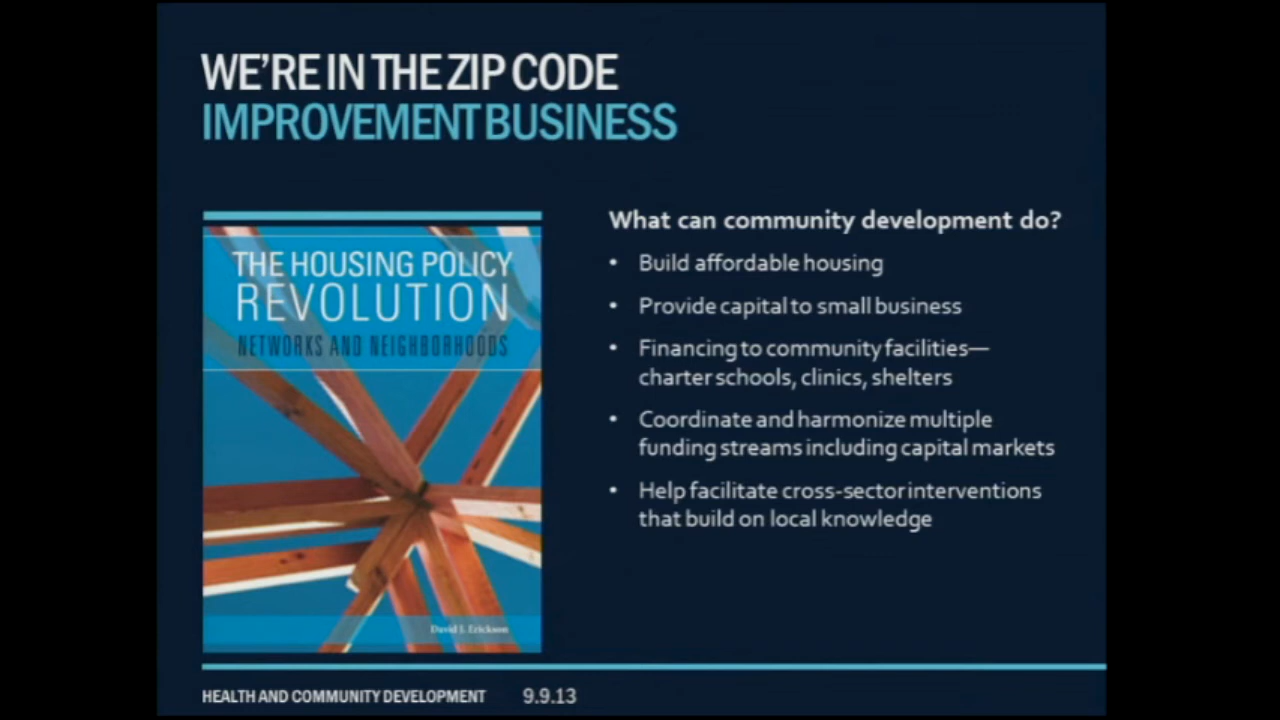 WE'RE IN THE ZIP CODE
IMPROVEMENT BUSINESS
THE HOUSING POLICY
REVOLUTION
NETWORKS AND NEIGHBORHOODS
David J. Erickson
What can community development do?
• Build affordable housing
• Provide capital to small business
• Financing to community facilities—
charter schools, clinics, shelters
• Coordinate and harmonize multiple
funding streams including capital markets
• Help facilitate cross-sector interventions
that build on local knowledge
HEALTH AND COMMUNITY DEVELOPMENT 9.9.13